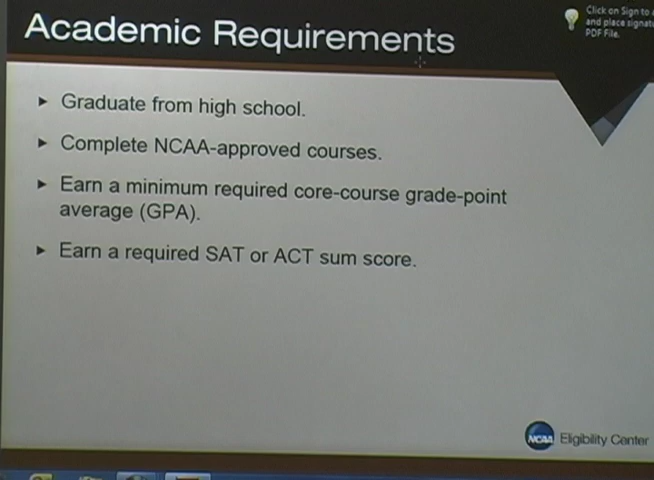 Academic Requirements
Click on Sign to
and place
PDF File.
► Graduate from high school.
► Complete NCAA-approved courses.
► Earn a minimum required core-course grade-point
average (GPA).
► Earn a required SAT or ACT sum score.
NCAA Eligibility Center